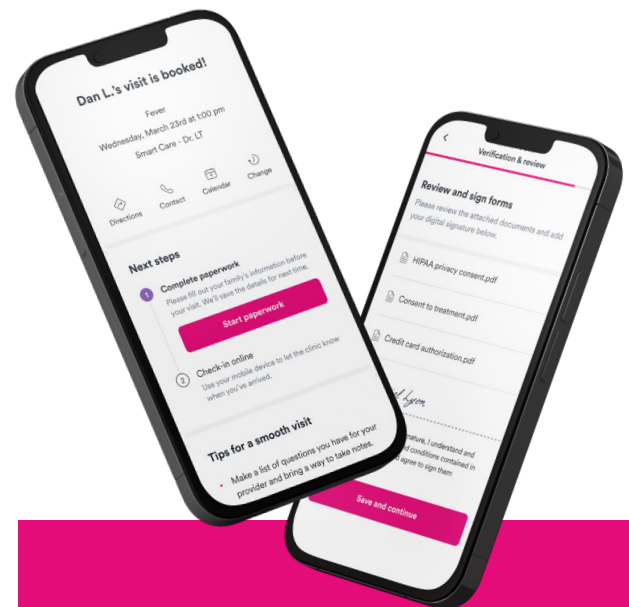 Dan L.'s visit is booked!
Fever
Wednesday, March 23rd at 1:00 pm
Smart Care - Dr. LT
Directions
Contact
Calendar
Change
Next steps
1
Complete paperwork
Please fill out your family's information before
your visit. We'll save the details for next time.
Start paperwork
2
Check-in online
Use your mobile device to let the clinic know
when you've arrived.
Tips for a smooth visit
• Make a list of questions you have for your
provider and bring a way to take notes.
Verification & review
Review and sign forms
Please review the attached documents and add
your digital signature below.
HIPAA privacy consent.pdf
Consent to treatment.pdf
Credit card authorization.pdf
Lyon
I understand and
conditions contained in
agree to sign them
Save and continue